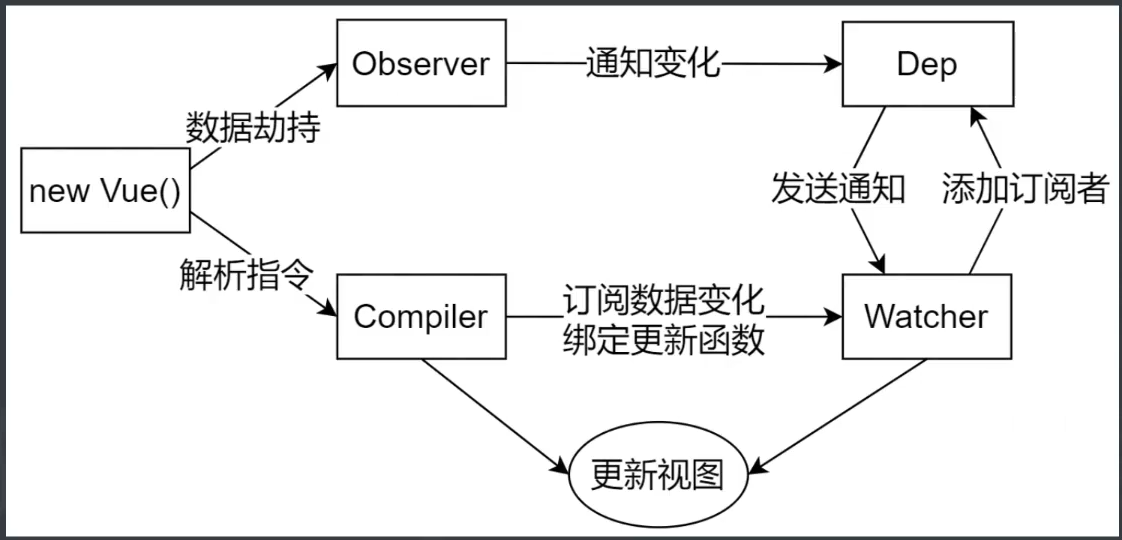 Observer
通知变化
Dep
数据劫持
new Vue()
发送通知
添加订阅者
解析指令
Compiler
订阅数据变化
绑定更新函数
Watcher
更新视图